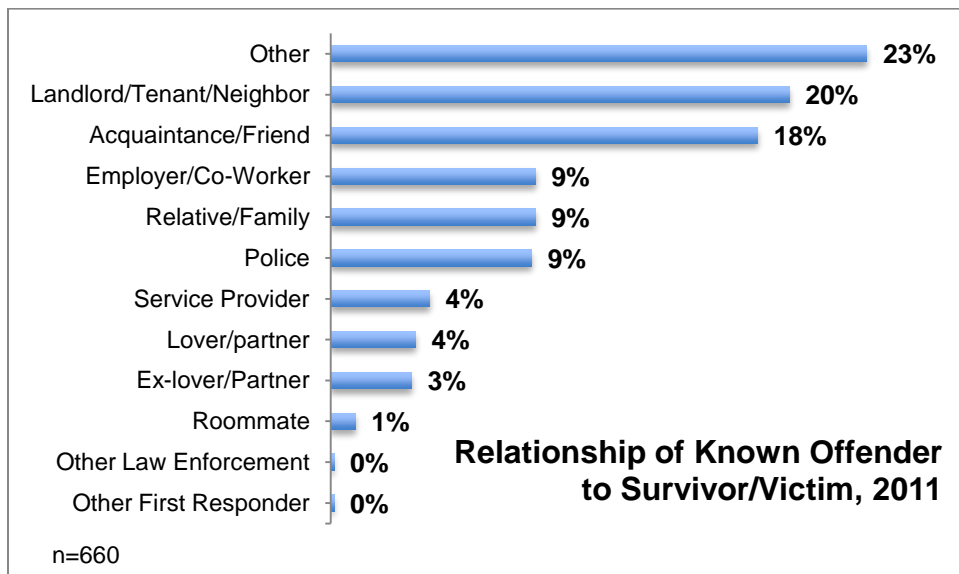 Other 23%
Landlord/Tenant/Neighbor 20%
Acquaintance/Friend 18%
Employer/Co-Worker 9%
Relative/Family 9%
Police 9%
Service Provider 4%
Lover/partner 4%
Ex-lover/Partner 3%
Roommate 1%
Other Law Enforcement 0%
Other First Responder 0%
Relationship of Known Offender
to Survivor/Victim, 2011
n=660